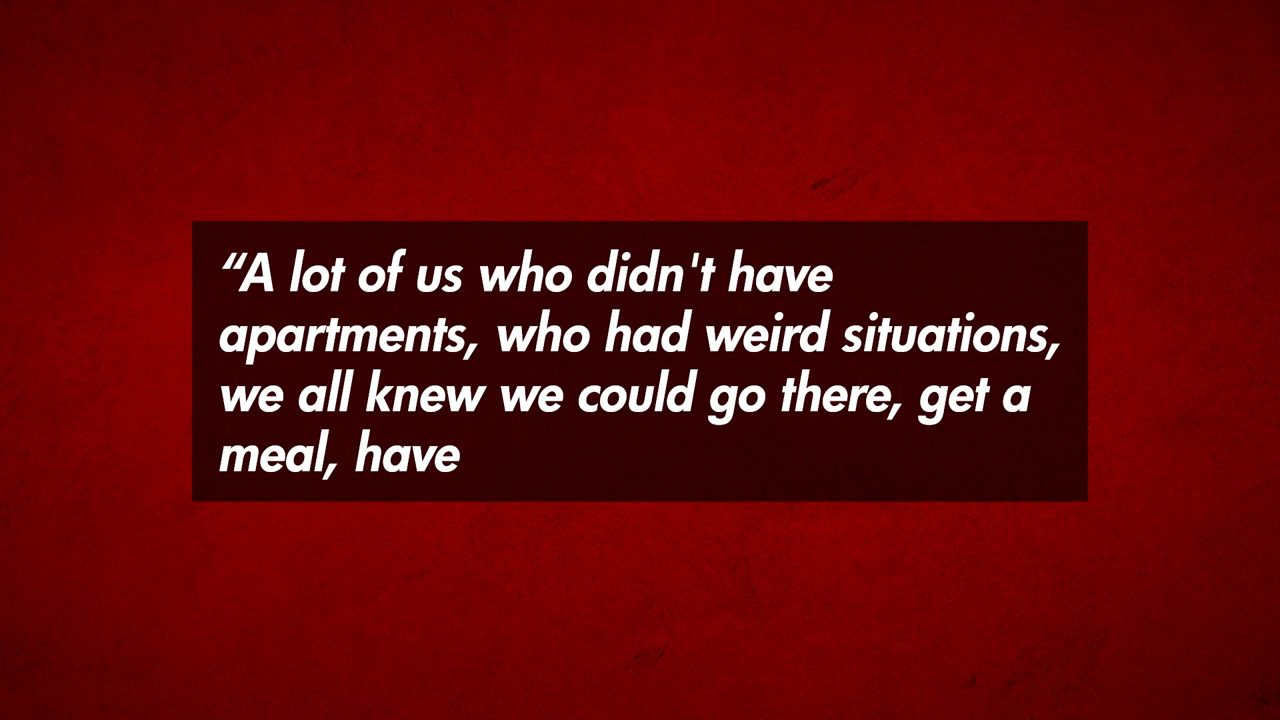 “A lot of us who didn't have
apartments, who had weird situations,
we all knew we could go there, get a
meal, have